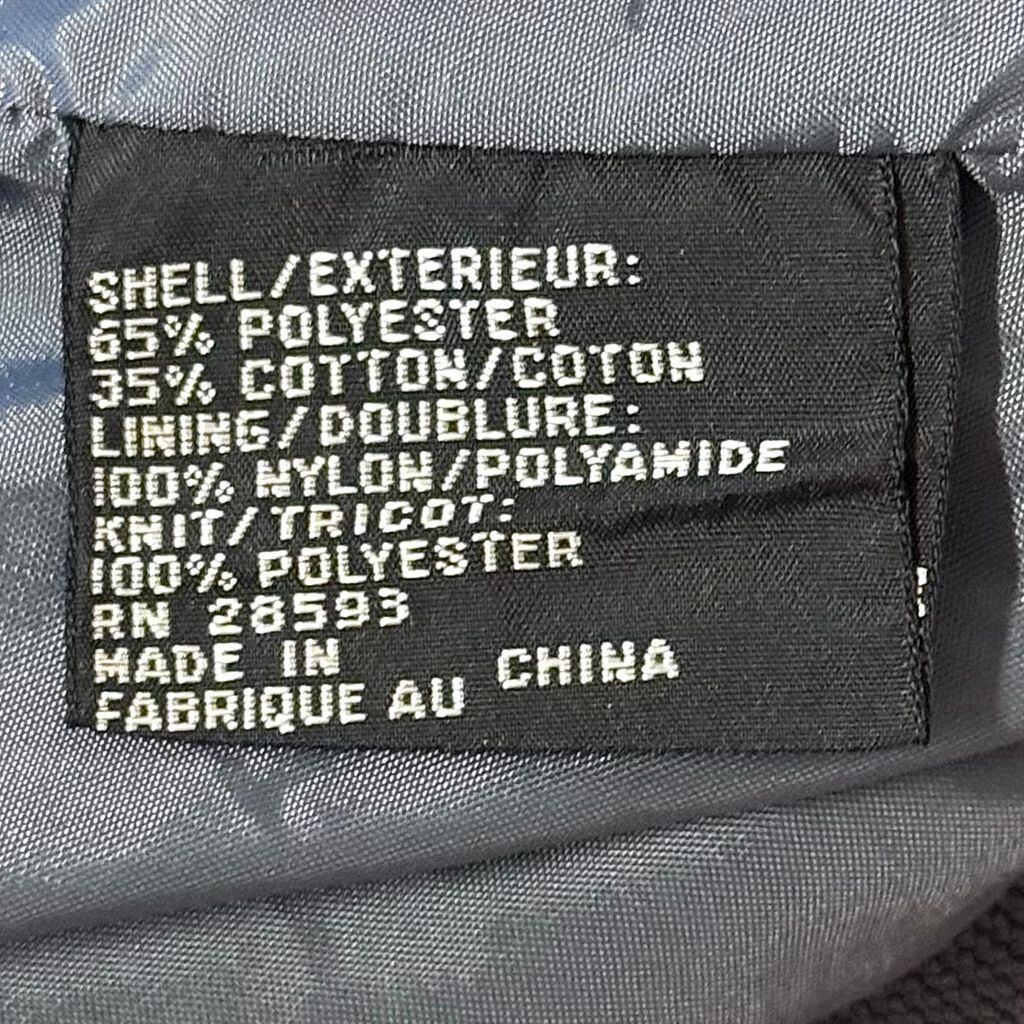 SHELL/EXTERIEUR:
65% POLYESTER
35% COTTON/COTON
LINING/DOUBLURE:
100% NYLON/POLYAMIDE
KNIT/TRICOT:
100% POLYESTER
RN 28593
MADE IN CHINA
FABRIQUE AU